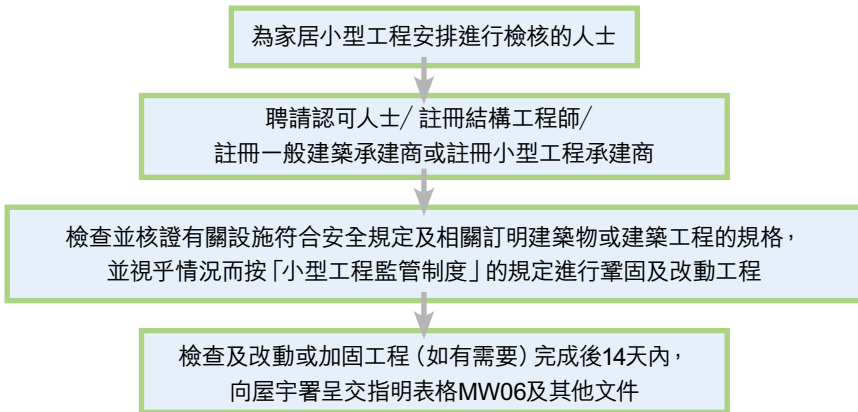 為家居小型工程安排進行檢核的人士
聘請認可人士/ 註冊結構工程師/
註冊一般建築承建商或註冊小型工程承建商
檢查並核證有關設施符合安全規定及相關訂明建築物或建築工程的規格，
並視乎情況而按「小型工程監管制度」的規定進行鞏固及改動工程
檢查及改動或加固工程（如有需要）完成後14天內，
向屋宇署呈交指明表格MW06及其他文件